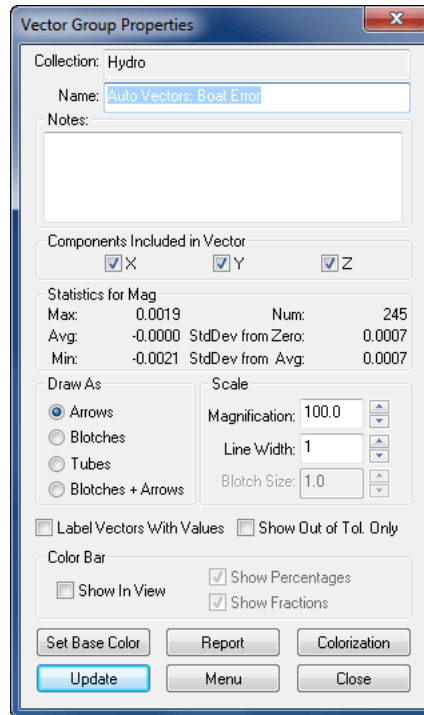 Vector Group Properties
Collection: Hydro
Name: Auto Vectors: Boat Error
Notes:
Components Included in Vector
X Y Z
Statistics for Mag
Max: 0.0019 Num: 245
Avg: -0.0000 StdDev from Zero: 0.0007
Min: -0.0021 StdDev from Avg: 0.0007
Draw As Scale
Arrows
Magnification: 100.0
Blotches
Line Width: 1
Tubes
Blotch Size: 1.0
Blotches + Arrows
Label Vectors With Values Show Out of Tol. Only
Color Bar
Show In View
Show Percentages
Show Fractions
Set Base Color Report Colorization
Update Menu Close